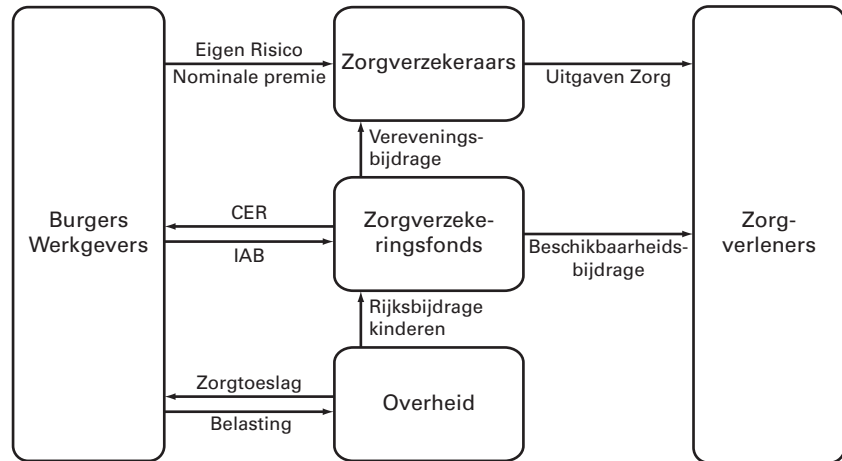 Eigen Risico
Nominale premie
Zorgverzekeraars
Uitgaven Zorg
Verevenings-
bijdrage
Burgers
Werkgevers
CER
IAB
Zorgverzeke-
ringsfonds
Beschikbaarheids-
bijdrage
Zorg-
verleners
Rijksbijdrage
kinderen
Zorgtoeslag
Belasting
Overheid